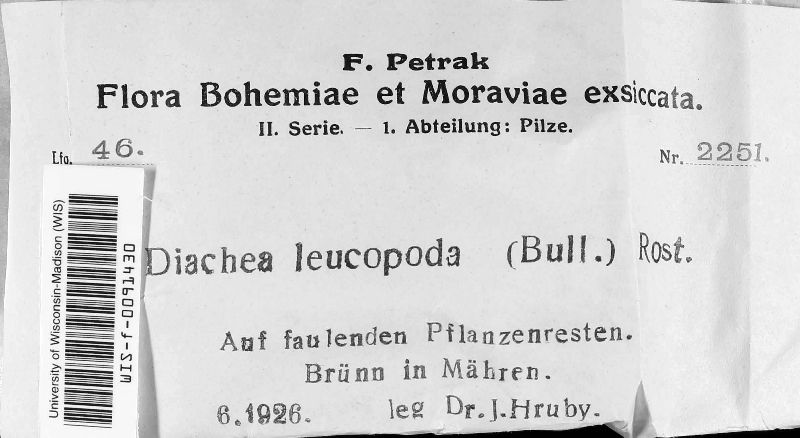 F. Petrak
Flora Bohemiae et Moraviae exsiccata.
II. Serie. — 1. Abteilung: Pilze.
Lfg. 46.
Nr. 2251.
Diachea leucopoda (Bull.) Rost.
Auf faulenden Pflanzenresten.
Brünn in Mähren.
6.1926. leg Dr.J.Hruby.
University of Wisconsin-Madison (WIS)
WIS-f-0091430